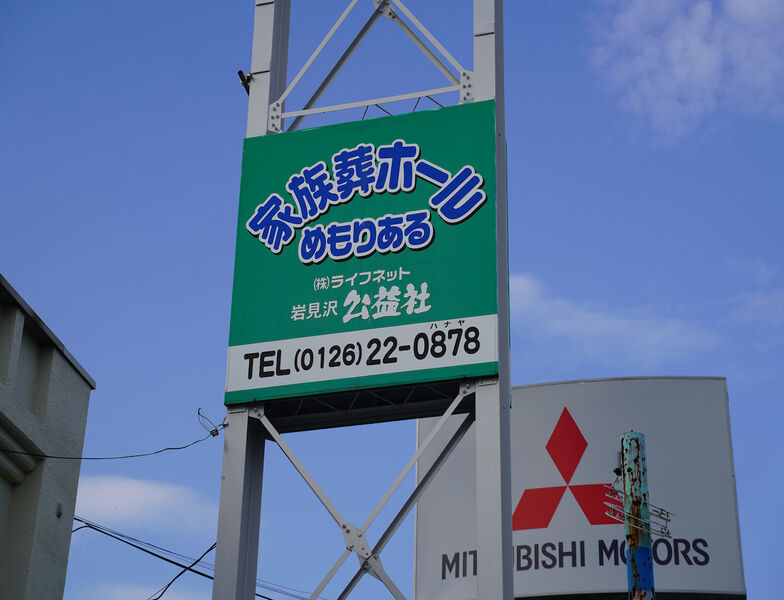 家族葬ホール
めもりある
(株)ライフネット
岩見沢 公益社
ハナヤ
TEL(0126)22-0878
MITSUBISHI MOTORS